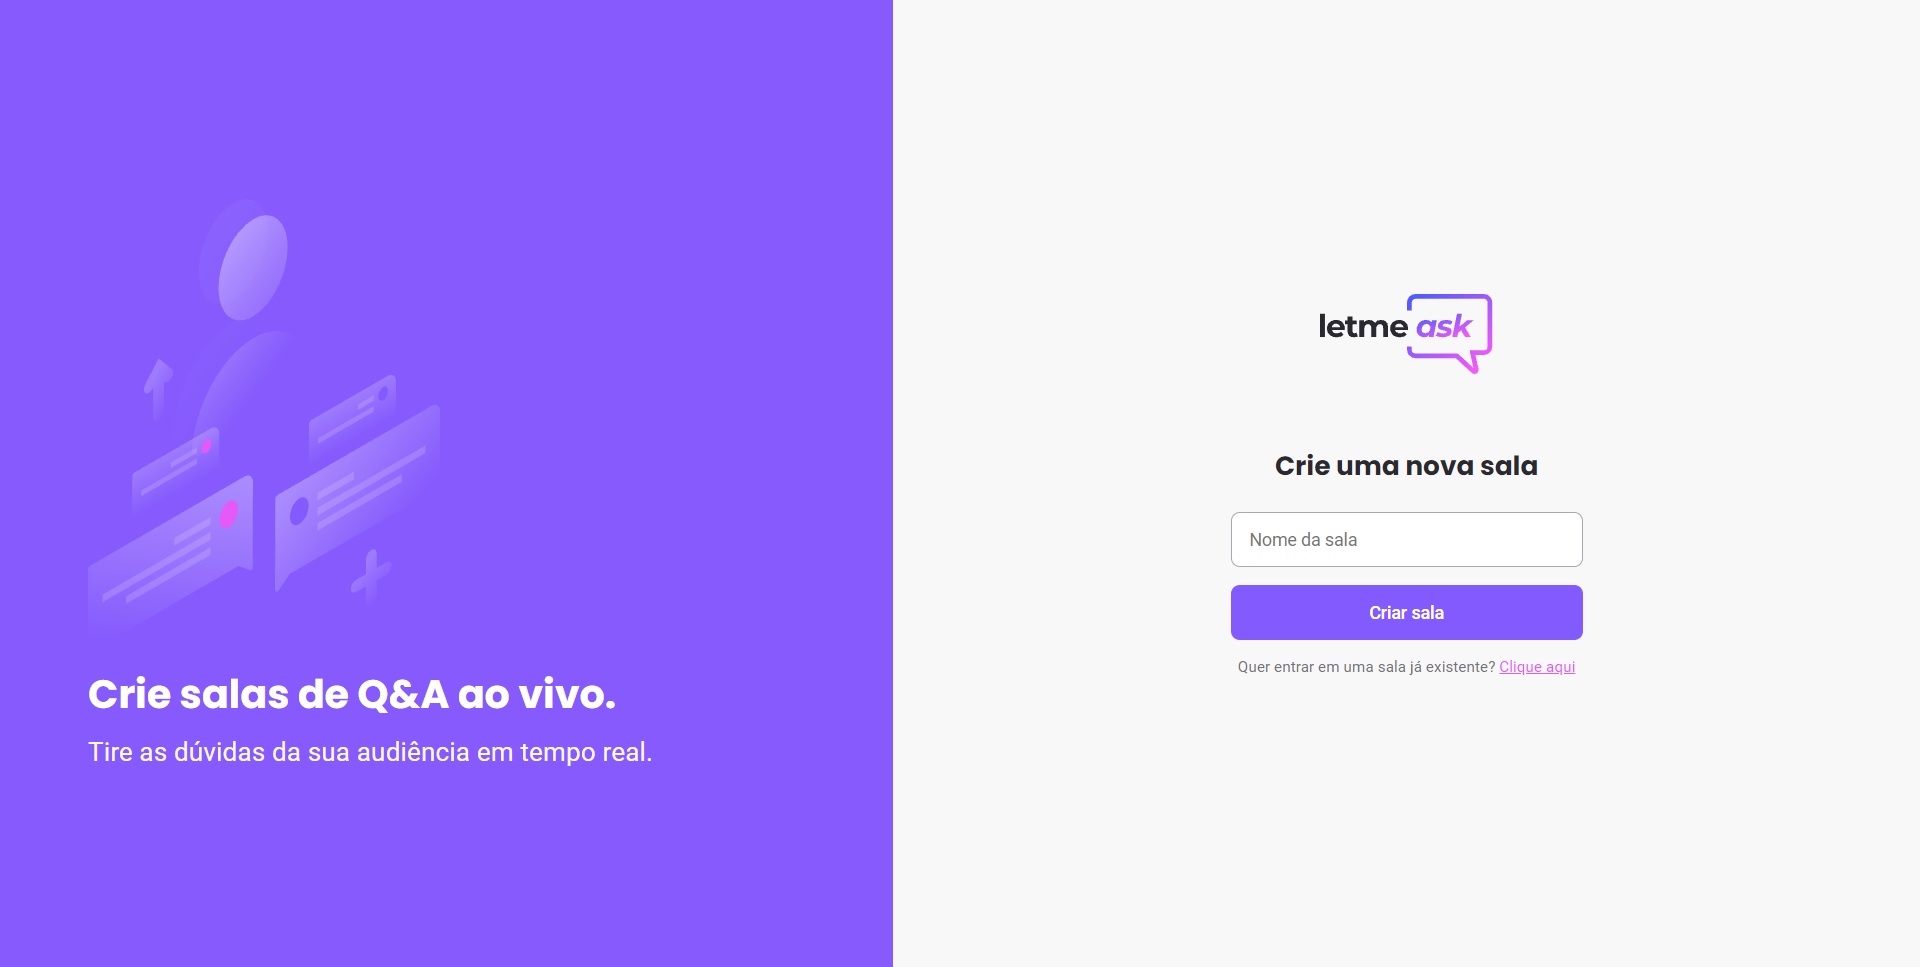 Crie salas de Q&A ao vivo.
Tire as dúvidas da sua audiência em tempo real.
letme ask
Crie uma nova sala
Nome da sala
Criar sala
Quer entrar em uma sala já existente? Clique aqui